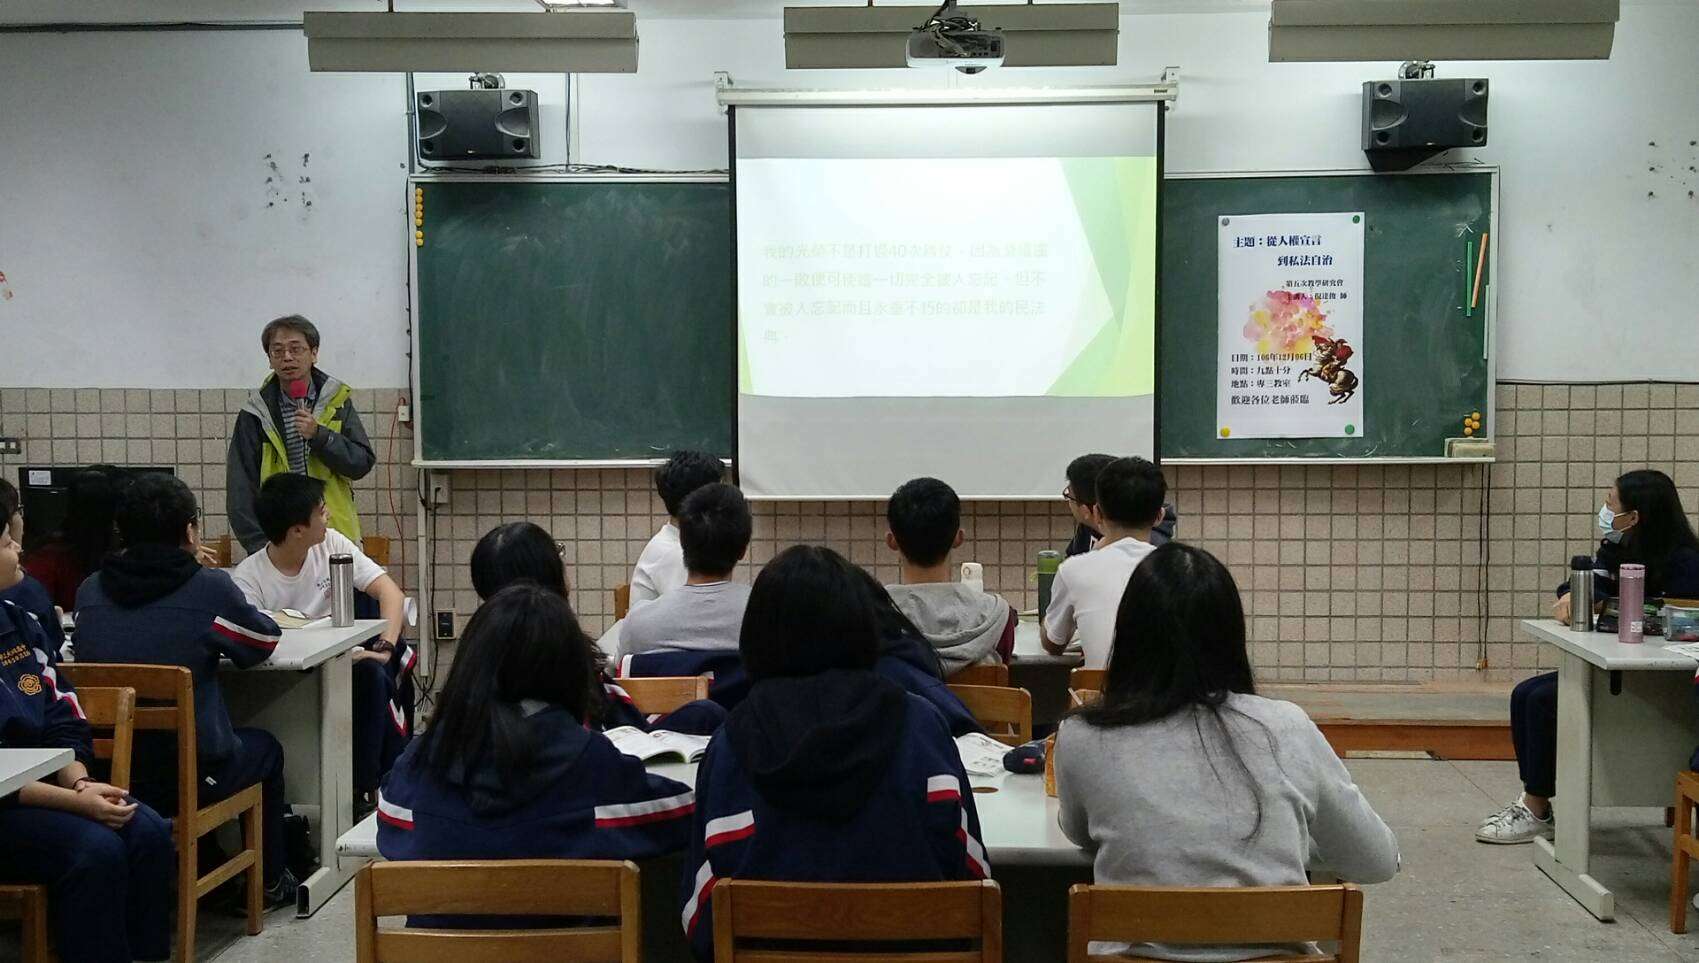 我的光榮不是打過40次勝仗，因為滑鐵盧
的一敗便可使這一切完全被人忘記。但不
會被人忘記而且永垂不朽的卻是我的民法
典。
主題：從人權宣言
到私法自治
第五次教學研究會
日期：106年12月06日
時間：九點十分
地點：專三教室
歡迎各位老師蒞臨